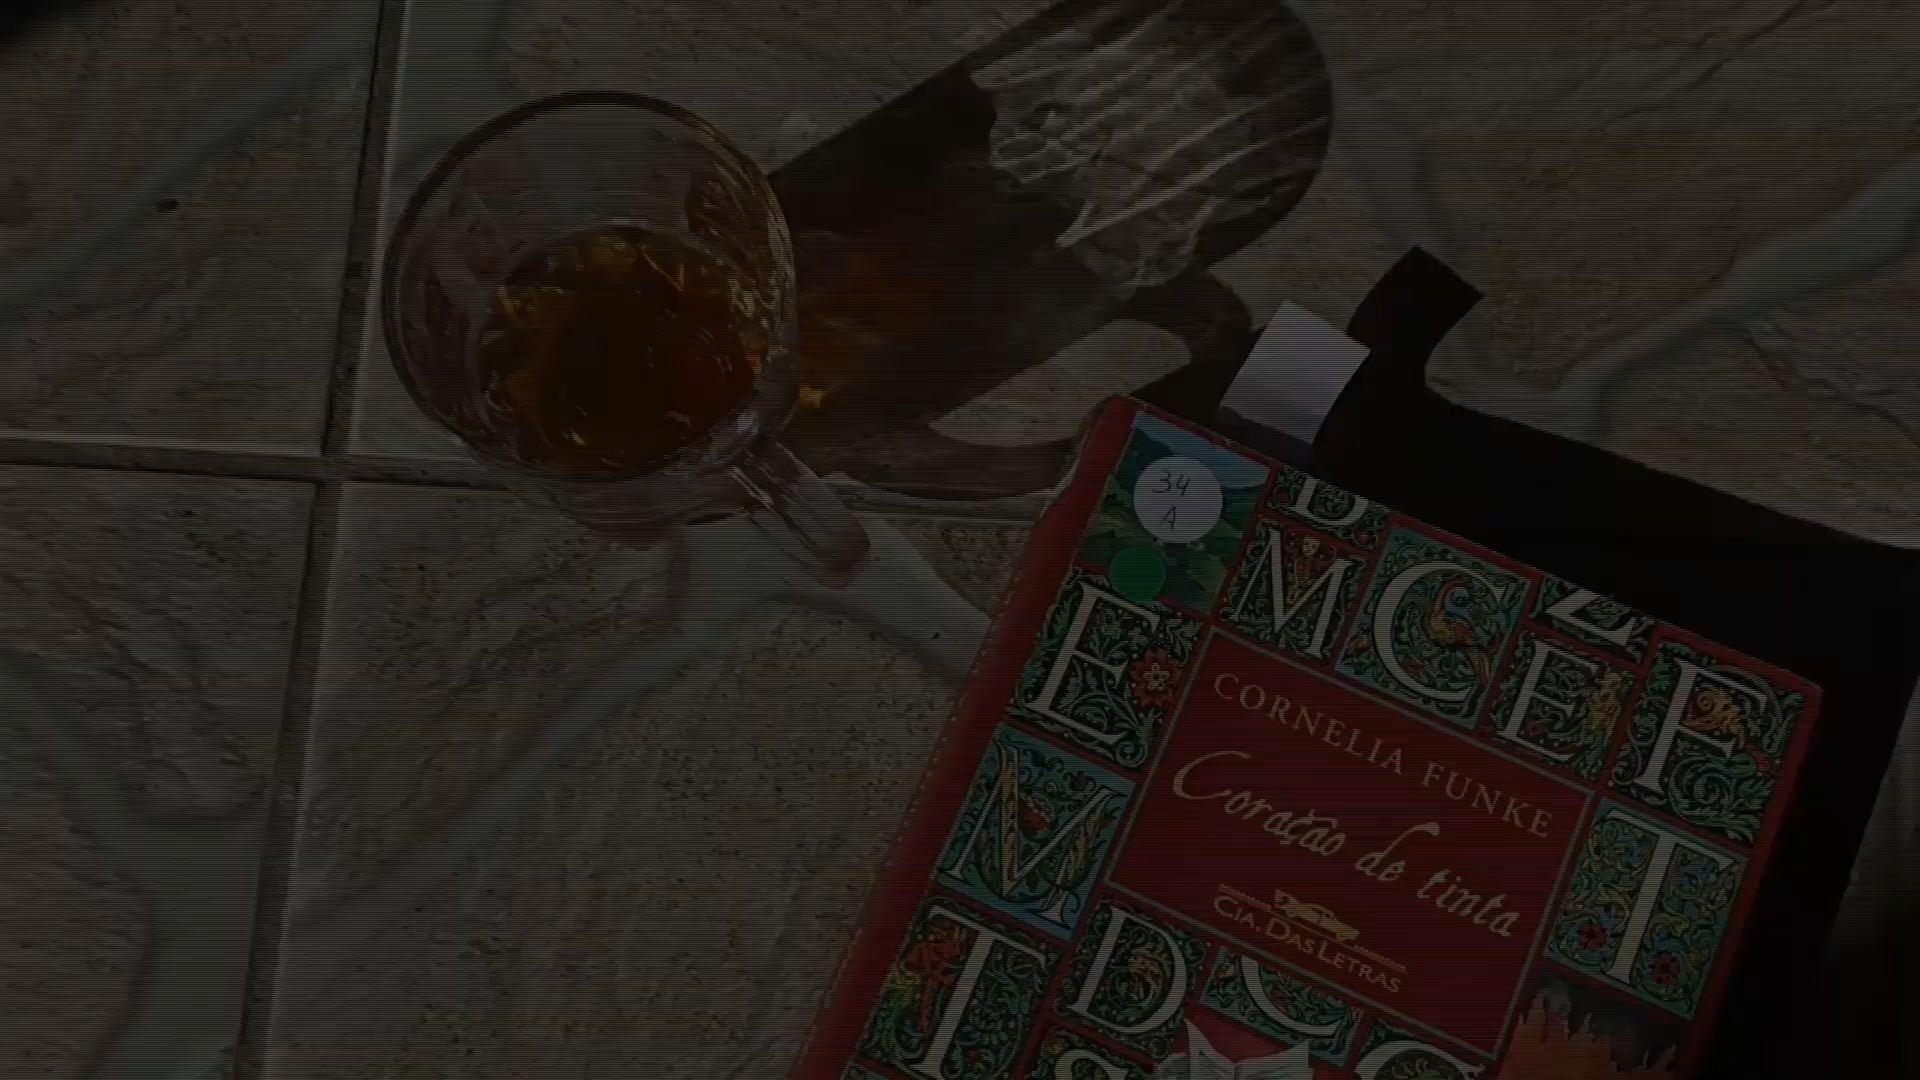 34
A
B
M C Z
E E F
CORNELIA FUNKE
Coração de tinta
CIA. DAS LETRAS
M T
T D C
S G